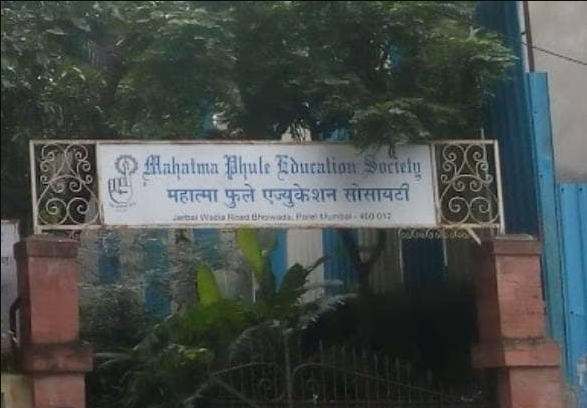 Mahatma Phule Education Society
महात्मा फुले एज्युकेशन सोसायटी
Jerbai Wadia Road Bhoiwada, Parel Mumbai - 400 012